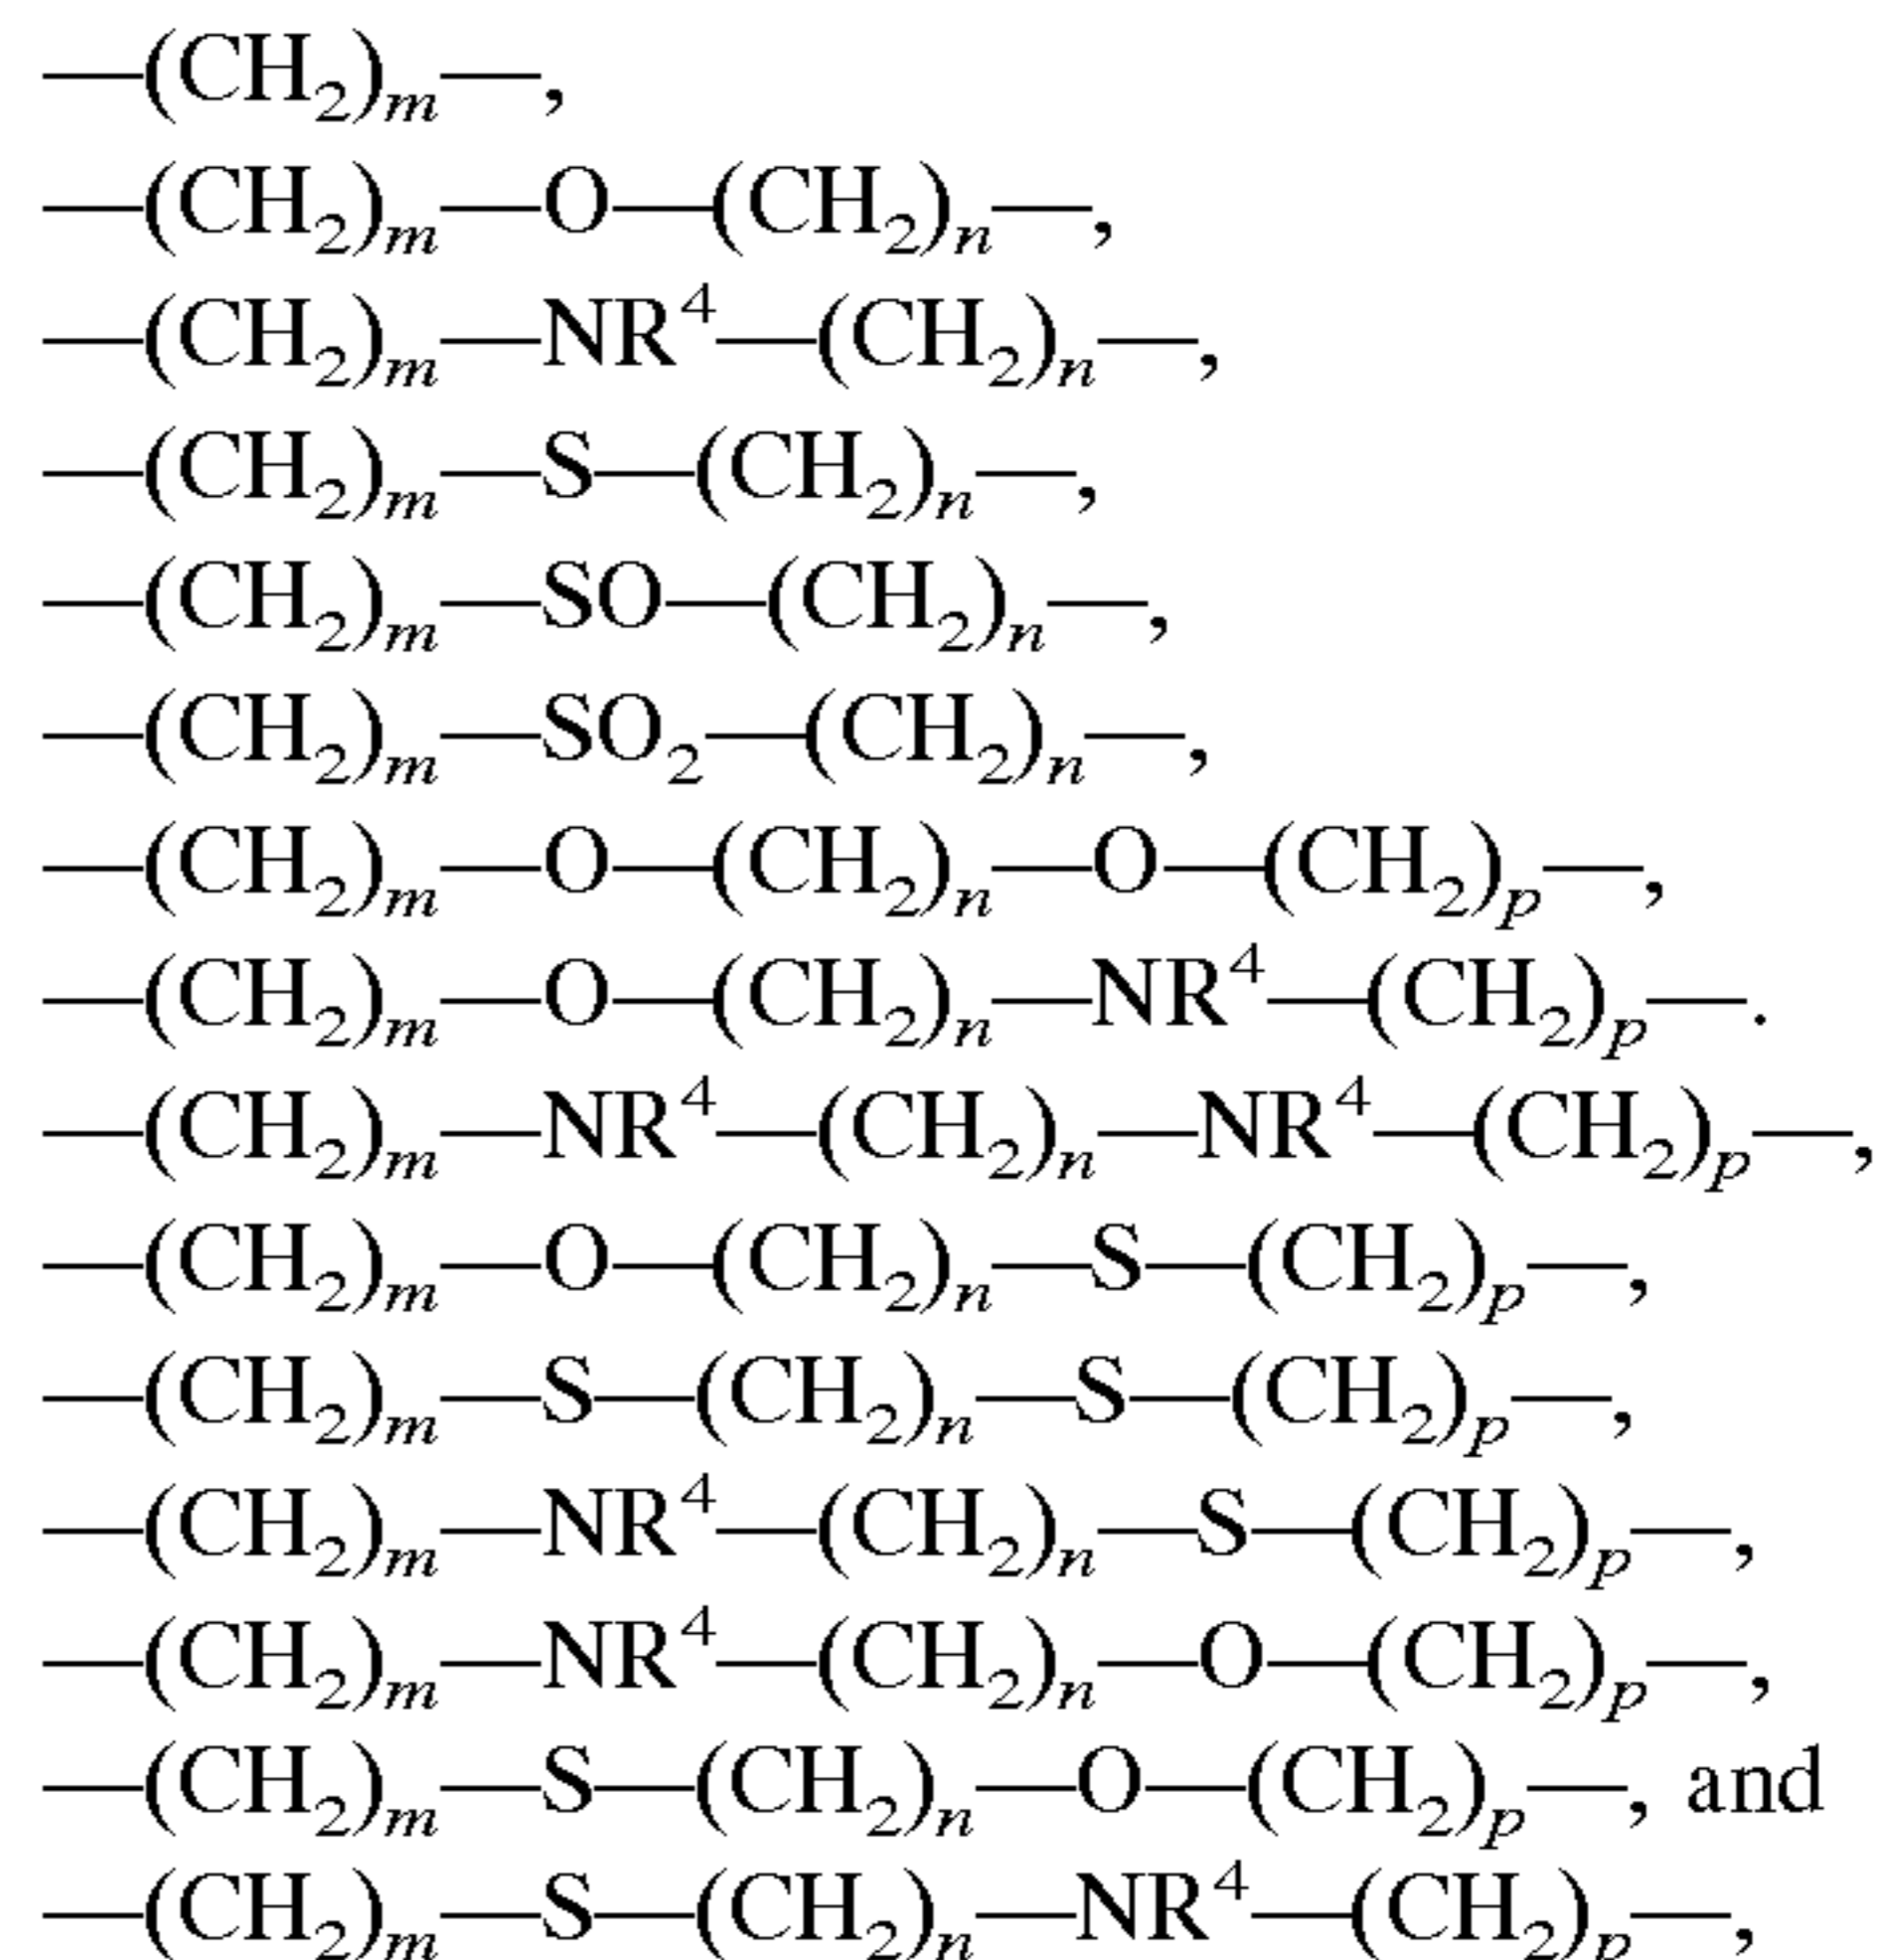 —(CH₂)ₘ—,
—(CH₂)ₘ—O—(CH₂)ₙ—,
—(CH₂)ₘ—NR⁴—(CH₂)ₙ—,
—(CH₂)ₘ—S—(CH₂)ₙ—,
—(CH₂)ₘ—SO—(CH₂)ₙ—,
—(CH₂)ₘ—SO₂—(CH₂)ₙ—,
—(CH₂)ₘ—O—(CH₂)ₙ—O—(CH₂)ₚ—,
—(CH₂)ₘ—O—(CH₂)ₙ—NR⁴—(CH₂)ₚ—.
—(CH₂)ₘ—NR⁴—(CH₂)ₙ—NR⁴—(CH₂)ₚ—,
—(CH₂)ₘ—O—(CH₂)ₙ—S—(CH₂)ₚ—,
—(CH₂)ₘ—S—(CH₂)ₙ—S—(CH₂)ₚ—,
—(CH₂)ₘ—NR⁴—(CH₂)ₙ—S—(CH₂)ₚ—,
—(CH₂)ₘ—NR⁴—(CH₂)ₙ—O—(CH₂)ₚ—,
—(CH₂)ₘ—S—(CH₂)ₙ—O—(CH₂)ₚ—, and
—(CH₂)ₘ—S—(CH₂)ₙ—NR⁴—(CH₂)ₚ—,